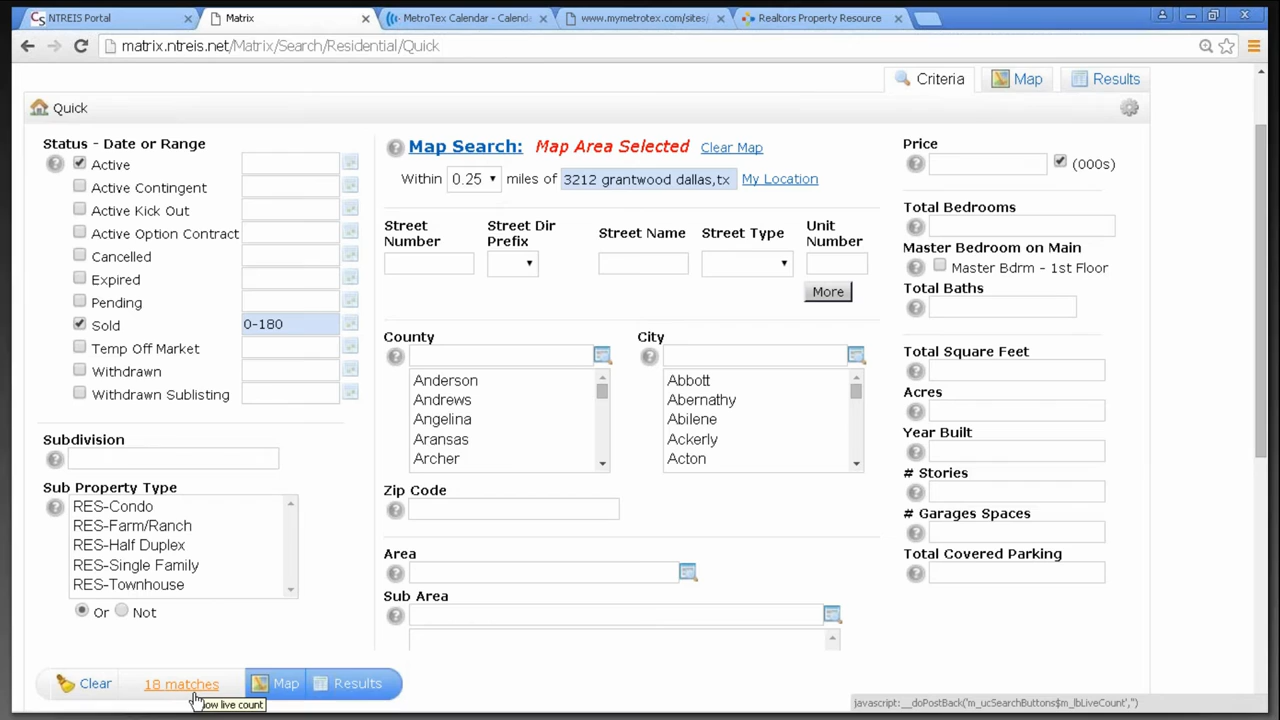 NTREIS Portal
Matrix
MetroTex Calendar - Calenda
www.mymetrotex.com/sites/
Realtors Property Resource
matrix.ntreis.net/Matrix/Search/Residential/Quick
Criteria
Map
Results
Quick
Status - Date or Range
Active
Active Contingent
Active Kick Out
Active Option Contract
Cancelled
Expired
Pending
Sold 0-180
Temp Off Market
Withdrawn
Withdrawn Sublisting
Subdivision
Sub Property Type
RES-Condo
RES-Farm/Ranch
RES-Half Duplex
RES-Single Family
RES-Townhouse
Or Not
Map Search: Map Area Selected Clear Map
Within 0.25 miles of 3212 grantwood dallas,tx My Location
Street Number
Street Dir Prefix
Street Name
Street Type
Unit Number
More
County
Anderson
Andrews
Angelina
Aransas
Archer
City
Abbott
Abernathy
Abilene
Ackerly
Acton
Zip Code
Area
Sub Area
Price
(000s)
Total Bedrooms
Master Bedroom on Main
Master Bdrm - 1st Floor
Total Baths
Total Square Feet
Acres
Year Built
# Stories
# Garages Spaces
Total Covered Parking
Clear
18 matches
Map
Results
ow live count
javascript:__doPostBack('m_ucSearchButtons$m_lbLiveCount','')